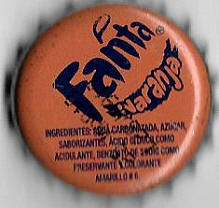 Fanta®
Naranja
INGREDIENTES: AGUA CARBONATADA, AZUCAR,
SABORIZANTES, ACIDO CITRICO COMO
ACIDULANTE, BENZOATO DE SODIO COMO
PRESERVANTE Y COLORANTE
AMARILLO # 6.